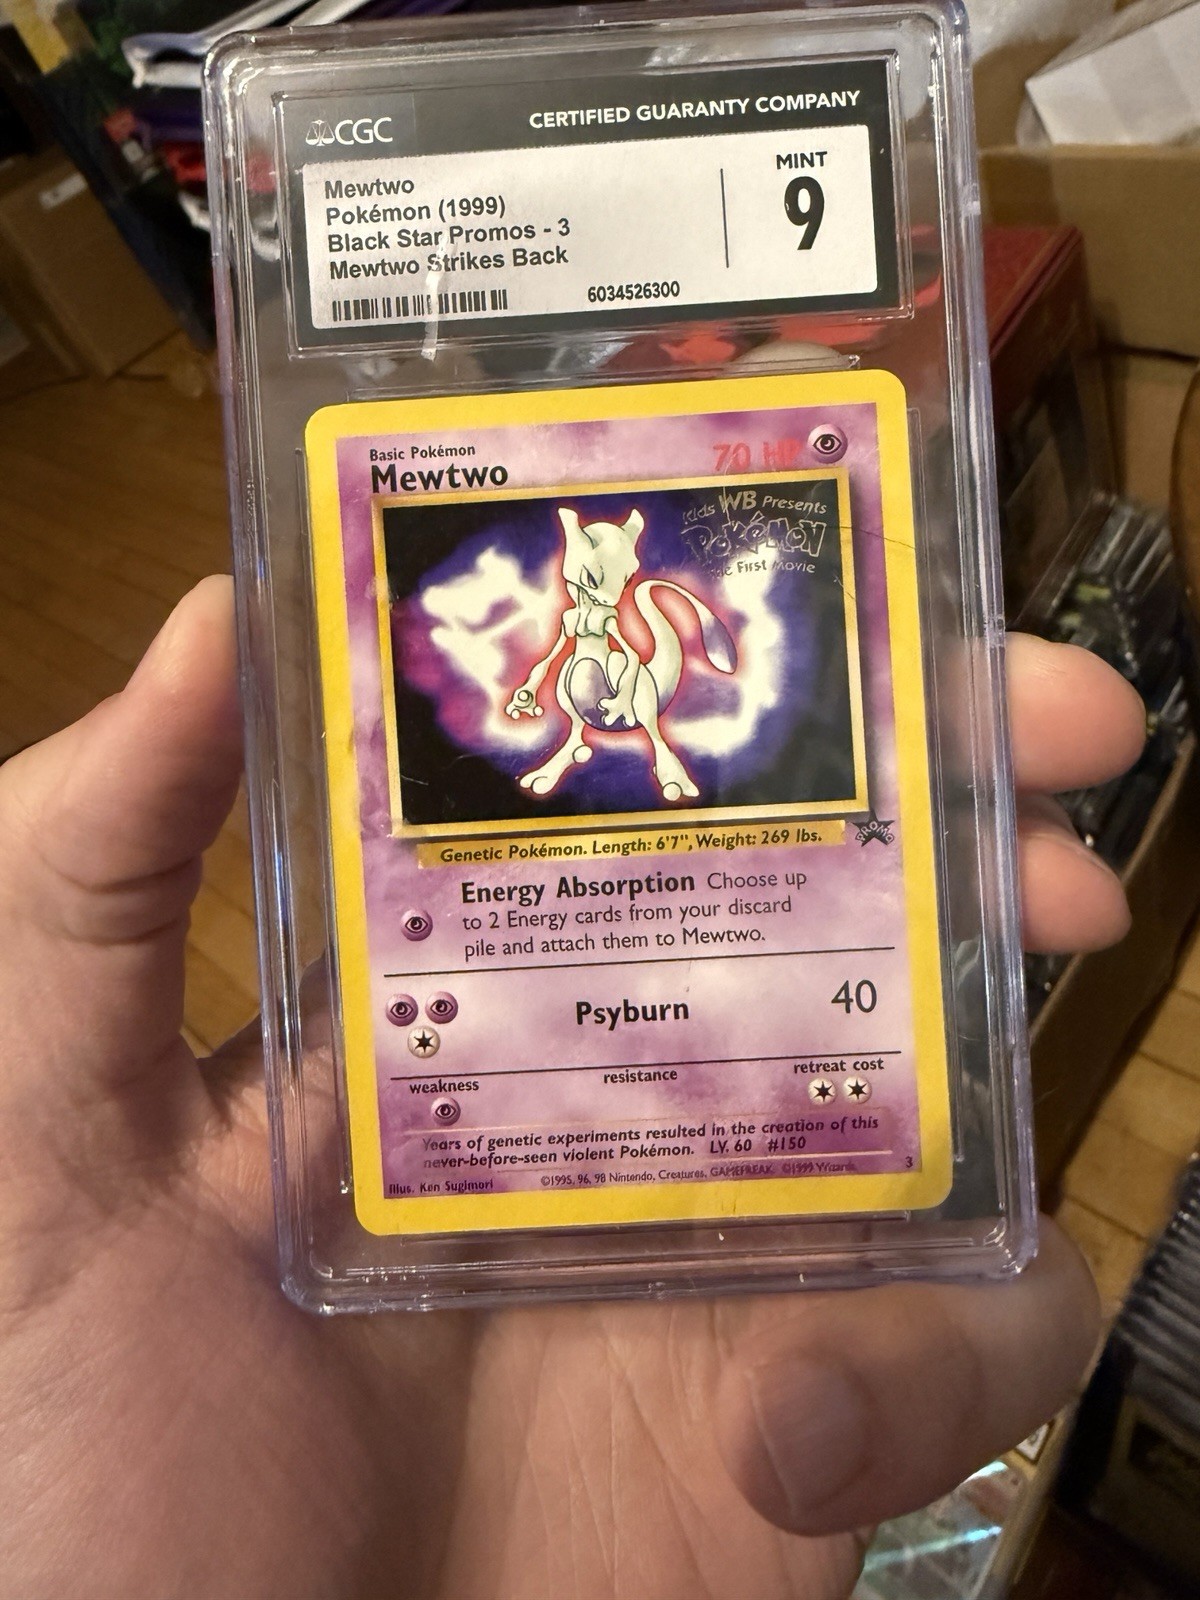 CGC
CERTIFIED GUARANTY COMPANY
Mewtwo
Pokémon (1999)
Black Star Promos - 3
Mewtwo Strikes Back
6034526300
MINT
9
Basic Pokémon
Mewtwo
70 HP
Kids WB Presents
POKéMON
The First Movie
PROMO
Genetic Pokémon. Length: 6'7", Weight: 269 lbs.
Energy Absorption Choose up
to 2 Energy cards from your discard
pile and attach them to Mewtwo.
Psyburn 40
weakness resistance retreat cost
Years of genetic experiments resulted in the creation of this
never-before-seen violent Pokémon. LV. 60 #150
Illus. Ken Sugimori ©1995, 96, 98 Nintendo, Creatures, GAMEFREAK. ©1999 Wizards. 3